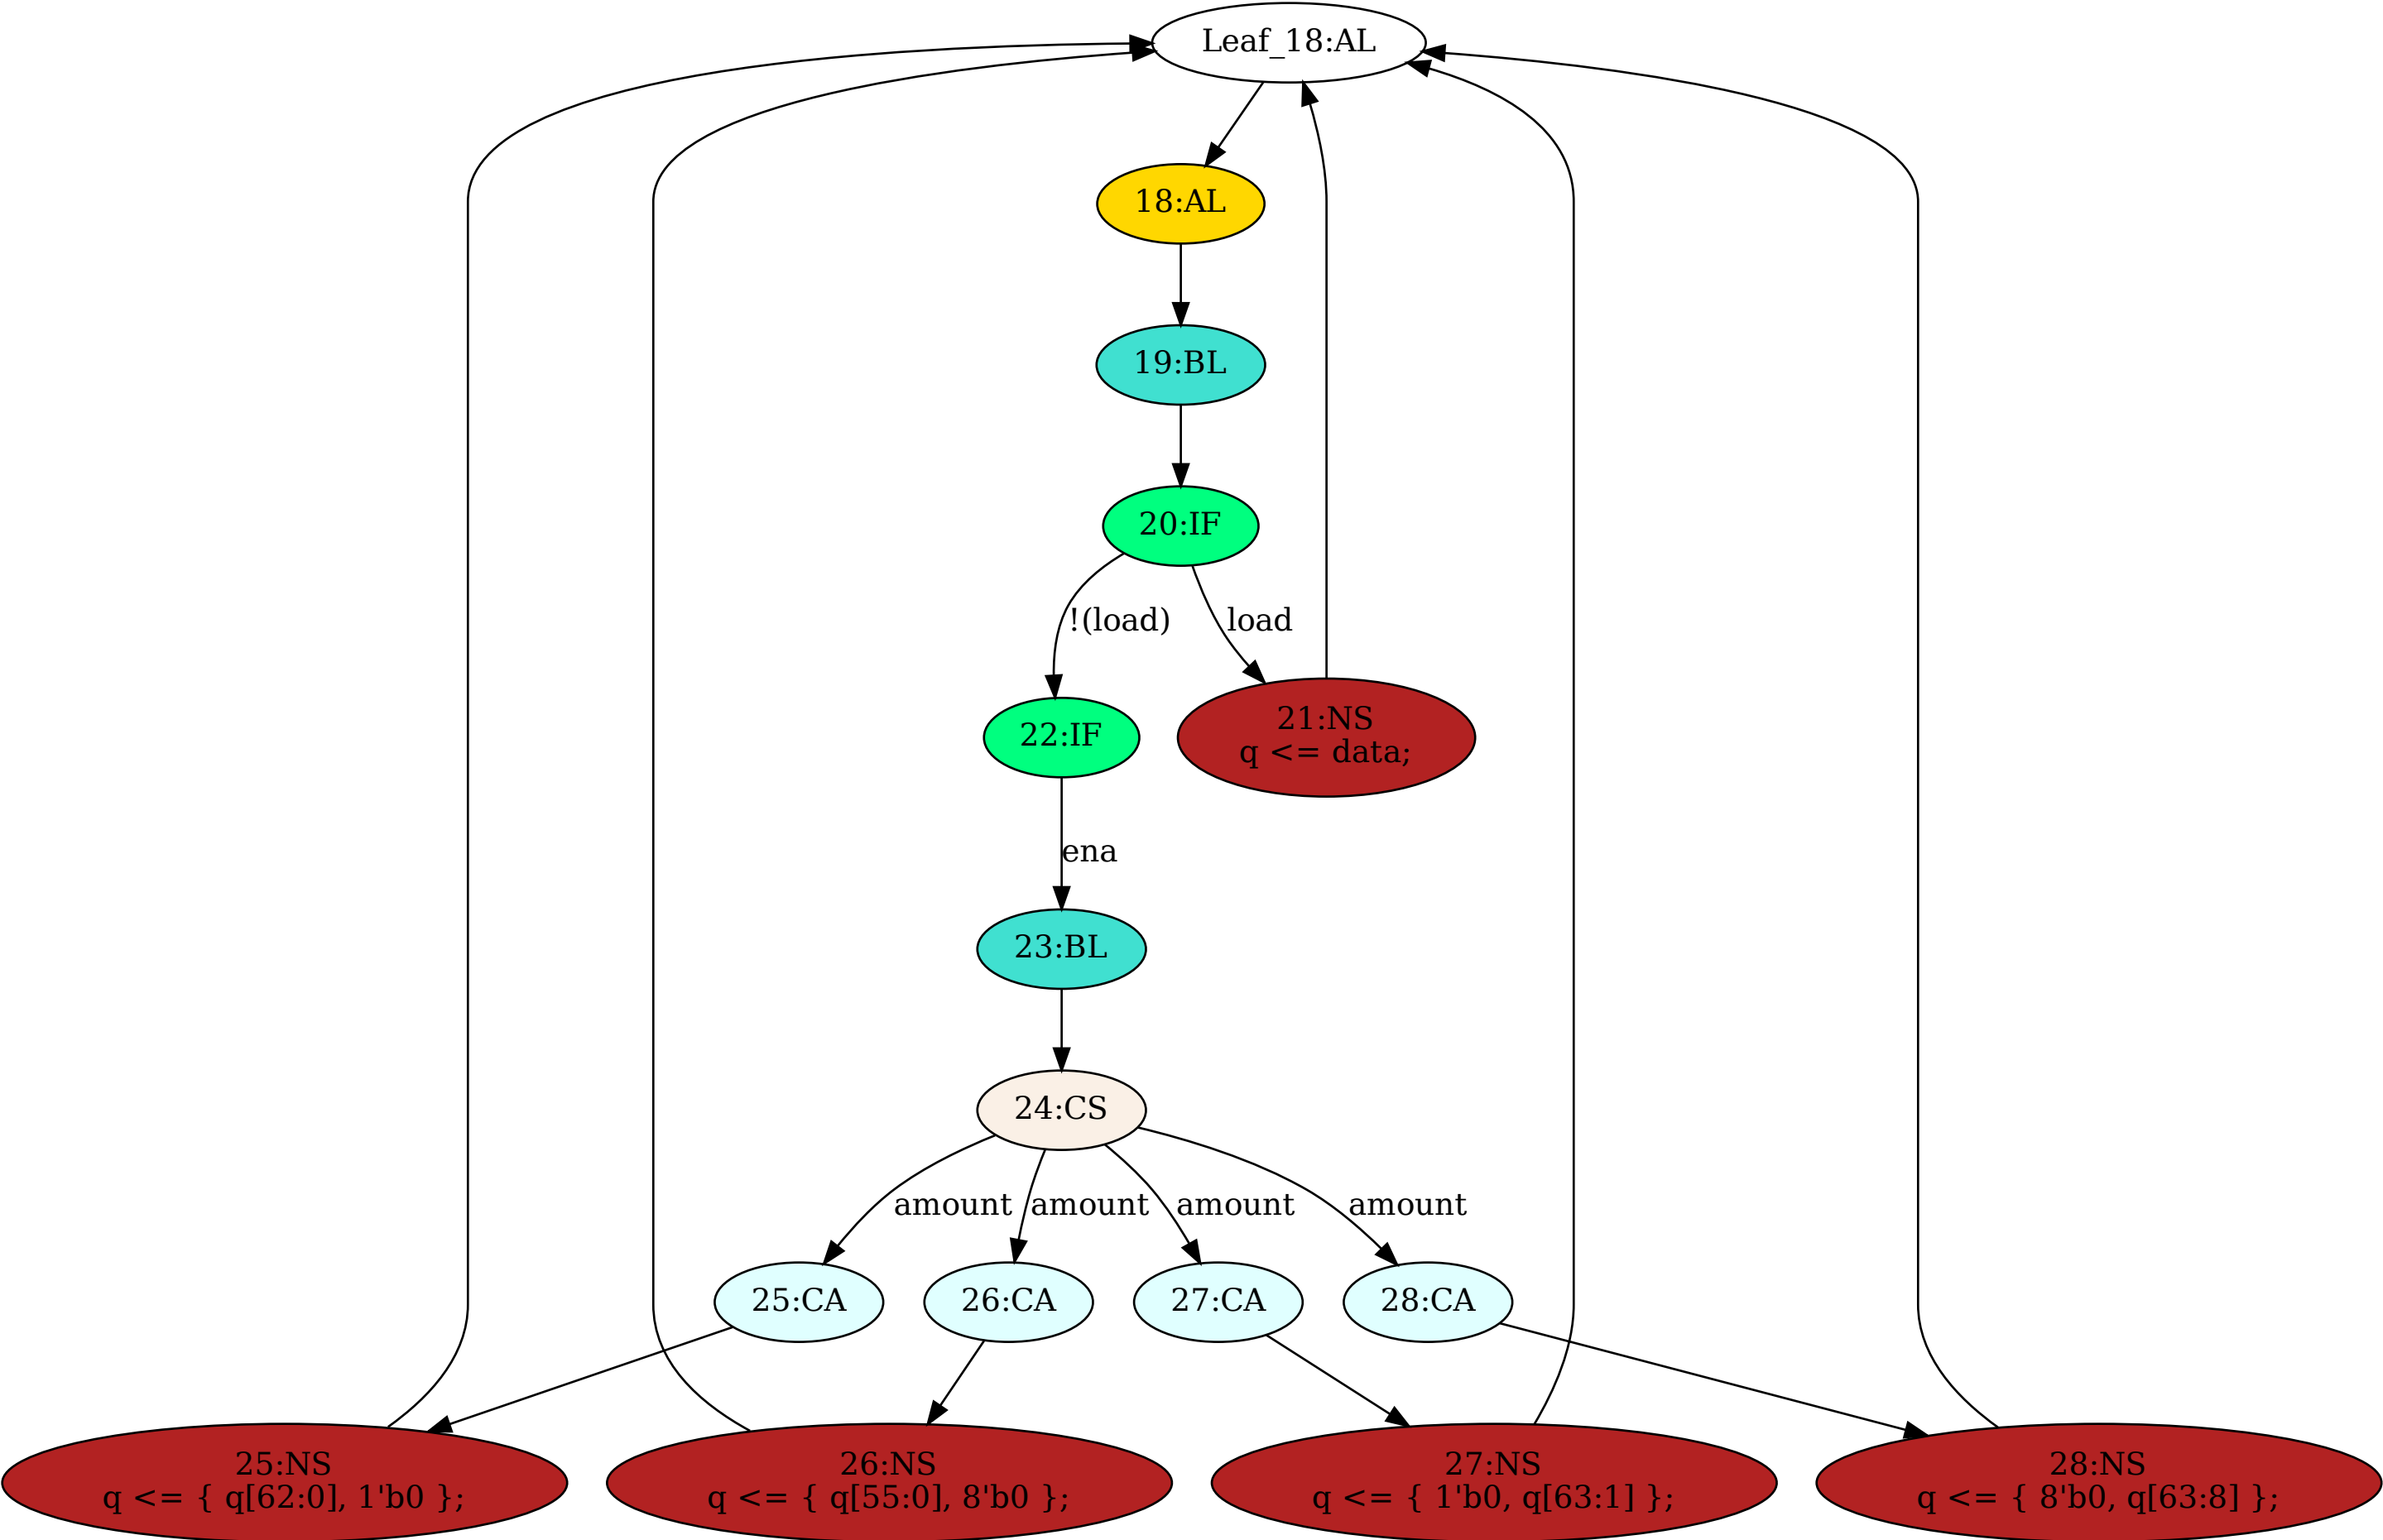 Leaf_18:AL
18:AL
19:BL
20:IF
!(load)
load
22:IF
21:NS
q <= data;
ena
23:BL
24:CS
amount
amount
amount
amount
25:CA
26:CA
27:CA
28:CA
25:NS
q <= { q[62:0], 1'b0 };
26:NS
q <= { q[55:0], 8'b0 };
27:NS
q <= { 1'b0, q[63:1] };
28:NS
q <= { 8'b0, q[63:8] };